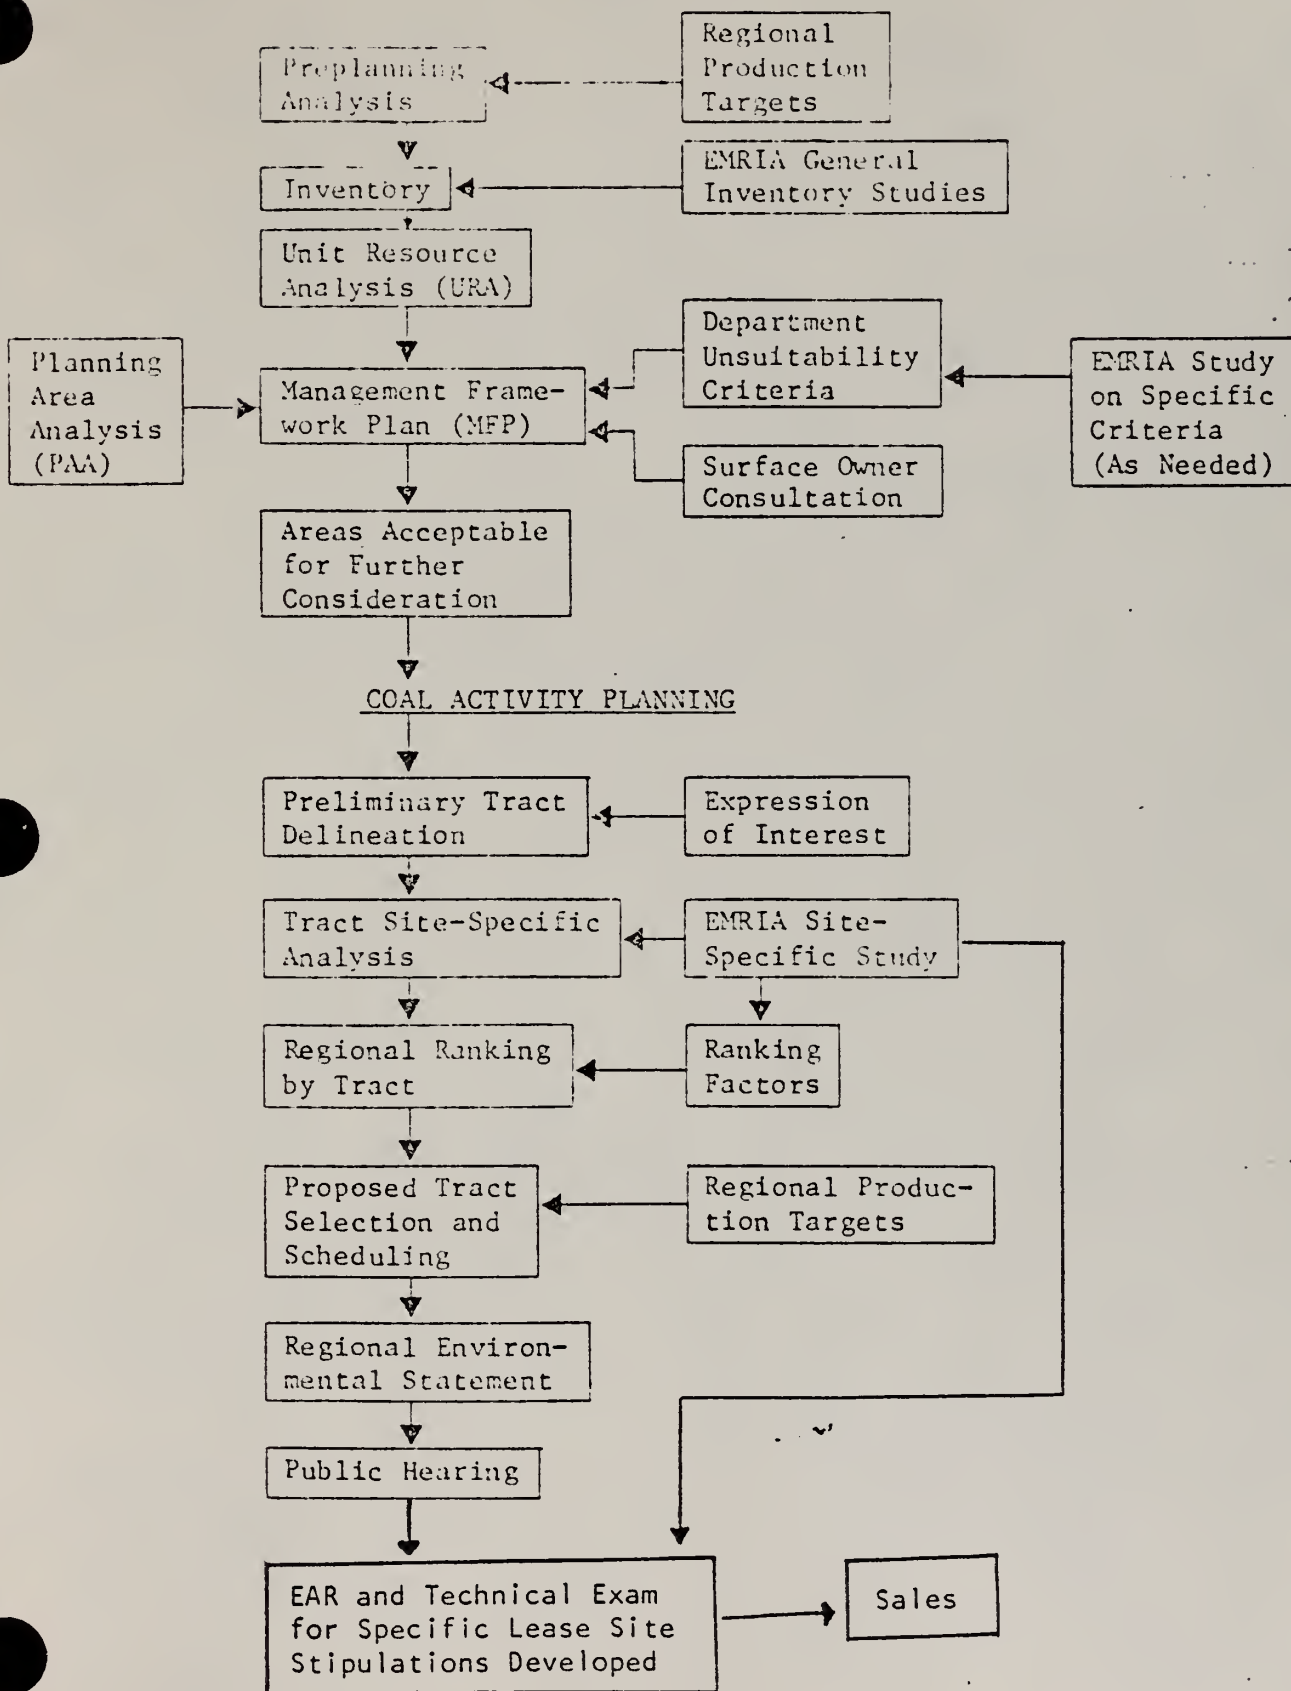 Preplanning
Analysis
Regional
Production
Targets
Inventory
EMRIA General
Inventory Studies
Unit Resource
Analysis (URA)
Planning
Area
Analysis
(PAA)
Management Frame-
work Plan (MFP)
Department
Unsuitability
Criteria
EMRIA Study
on Specific
Criteria
(As Needed)
Surface Owner
Consultation
Areas Acceptable
for Further
Consideration
COAL ACTIVITY PLANNING
Preliminary Tract
Delineation
Expression
of Interest
Tract Site-Specific
Analysis
EMRIA Site-
Specific Study
Regional Ranking
by Tract
Ranking
Factors
Proposed Tract
Selection and
Scheduling
Regional Produc-
tion Targets
Regional Environ-
mental Statement
Public Hearing
EAR and Technical Exam
for Specific Lease Site
Stipulations Developed
Sales